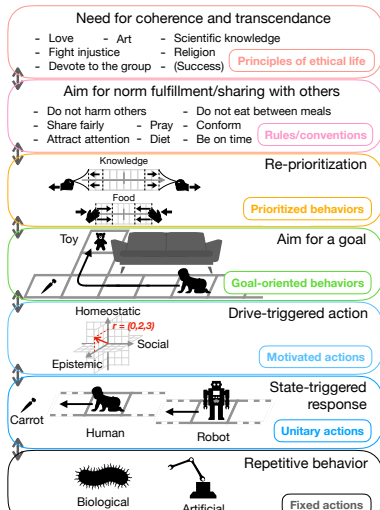 Need for coherence and transcendence
- Love - Art - Scientific knowledge
- Fight injustice - Religion
- Devote to the group - (Success)
Principles of ethical life
Aim for norm fulfillment/sharing with others
- Do not harm others - Do not eat between meals
- Share fairly - Pray - Conform
- Attract attention - Diet - Be on time
Rules/conventions
Knowledge
Re-prioritization
Food
Prioritized behaviors
Toy
Aim for a goal
Goal-oriented behaviors
Homeostatic
Drive-triggered action
r = (0,2,3)
Social
Epistemic
Motivated actions
State-triggered
response
Carrot
Human
Robot
Unitary actions
Repetitive behavior
Biological
Artificial
Fixed actions